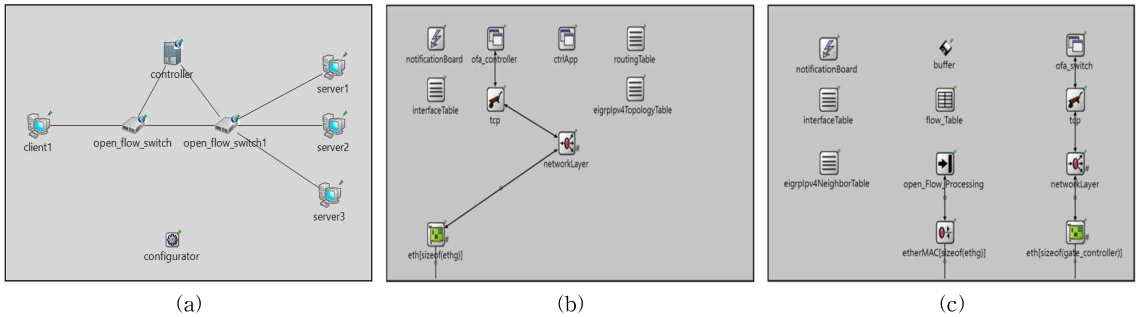 controller
server1
client1
open_flow_switch
open_flow_switch1
server2
server3
configurator
(a)
notificationBoard
ofa_controller
ctrlApp
routingTable
interfaceTable
tcp
eigrpIpv4TopologyTable
#
networkLayer
#
eth[sizeof(ethg)]
(b)
notificationBoard
buffer
ofa_switch
interfaceTable
flow_Table
tcp
eigrpIpv4NeighborTable
open_Flow_Processing
#
networkLayer
#
etherMAC[sizeof(ethg)]
eth[sizeof(gate_controller)]
(c)